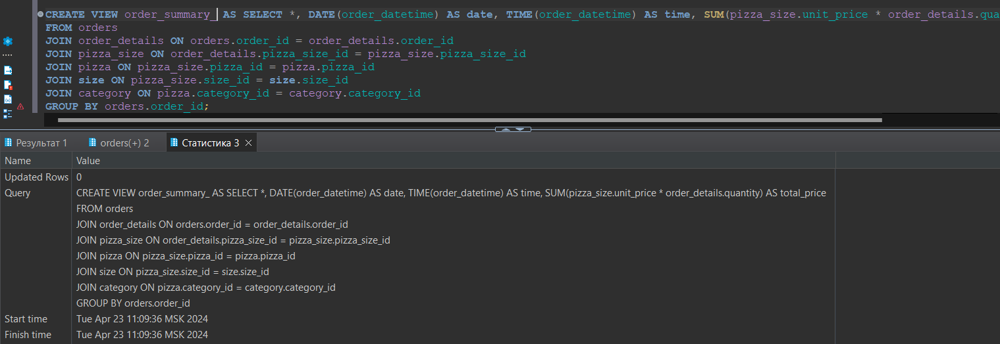 CREATE VIEW order_summary_ AS SELECT *, DATE(order_datetime) AS date, TIME(order_datetime) AS time, SUM(pizza_size.unit_price * order_details.qua
FROM orders
JOIN order_details ON orders.order_id = order_details.order_id
JOIN pizza_size ON order_details.pizza_size_id = pizza_size.pizza_size_id
JOIN pizza ON pizza_size.pizza_id = pizza.pizza_id
JOIN size ON pizza_size.size_id = size.size_id
JOIN category ON pizza.category_id = category.category_id
GROUP BY orders.order_id;
Результат 1 orders(+) 2 Статистика 3
Name Value
Updated Rows 0
Query CREATE VIEW order_summary_ AS SELECT *, DATE(order_datetime) AS date, TIME(order_datetime) AS time, SUM(pizza_size.unit_price * order_details.quantity) AS total_price
FROM orders
JOIN order_details ON orders.order_id = order_details.order_id
JOIN pizza_size ON order_details.pizza_size_id = pizza_size.pizza_size_id
JOIN pizza ON pizza_size.pizza_id = pizza.pizza_id
JOIN size ON pizza_size.size_id = size.size_id
JOIN category ON pizza.category_id = category.category_id
GROUP BY orders.order_id
Start time Tue Apr 23 11:09:36 MSK 2024
Finish time Tue Apr 23 11:09:36 MSK 2024